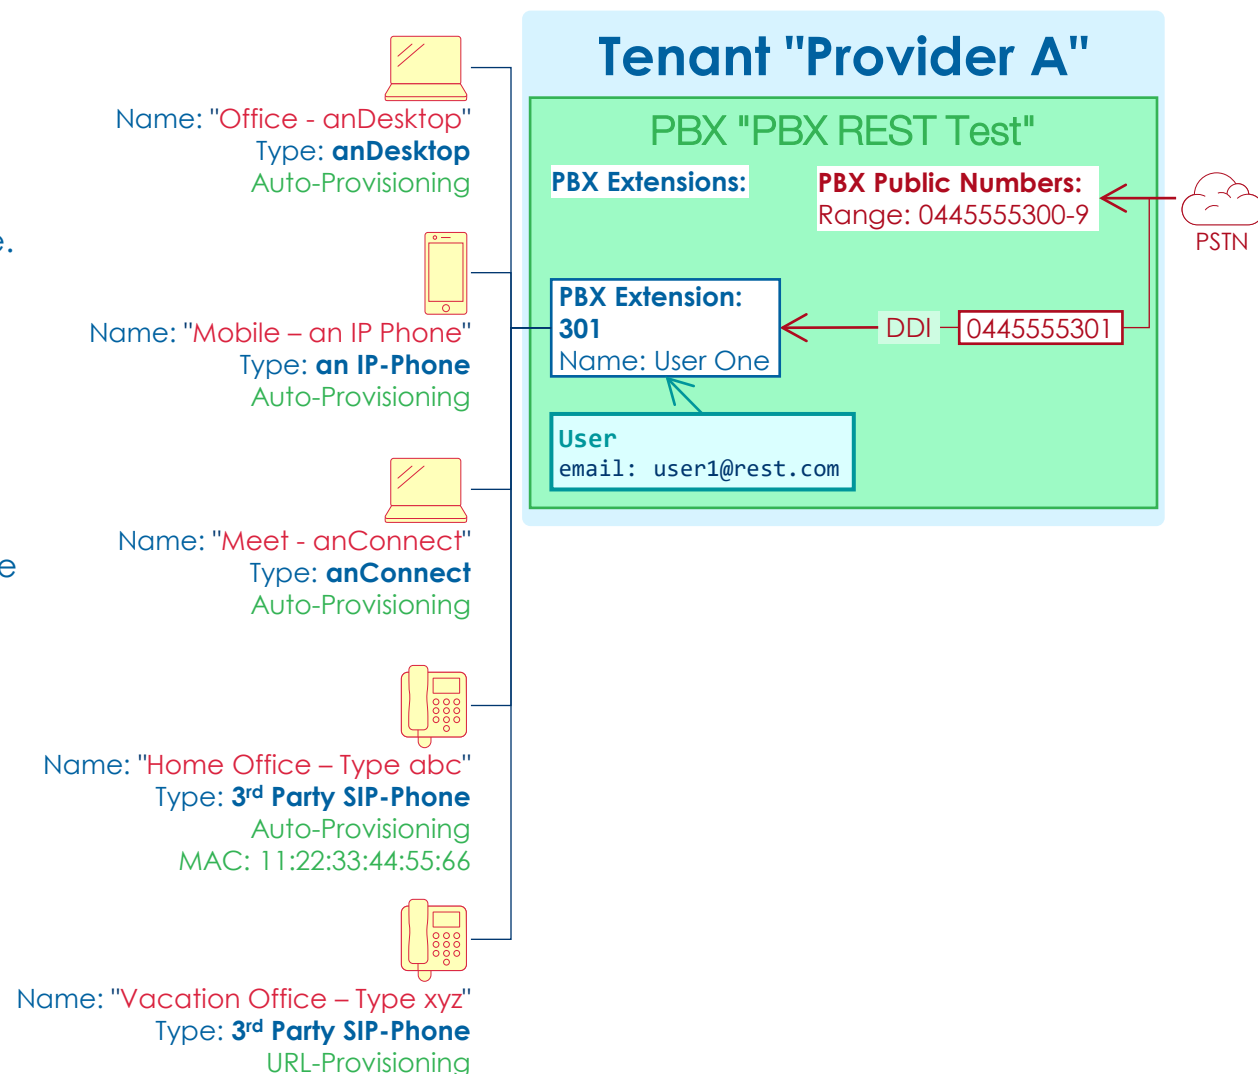 Tenant "Provider A"
PBX "PBX REST Test"
PBX Extensions:
PBX Public Numbers:
Range: 0445555300-9
PSTN
PBX Extension:
301
Name: User One
DDI
0445555301
User
email: user1@rest.com
Name: "Office - anDesktop"
Type: anDesktop
Auto-Provisioning
e.
Name: "Mobile – an IP Phone"
Type: an IP-Phone
Auto-Provisioning
Name: "Meet - anConnect"
Type: anConnect
Auto-Provisioning
e
Name: "Home Office – Type abc"
Type: 3rd Party SIP-Phone
Auto-Provisioning
MAC: 11:22:33:44:55:66
Name: "Vacation Office – Type xyz"
Type: 3rd Party SIP-Phone
URL-Provisioning